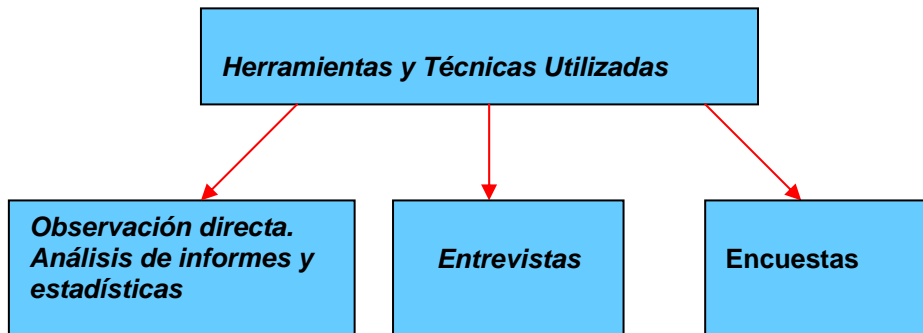 Herramientas y Técnicas Utilizadas
Observación directa.
Análisis de informes y
estadísticas
Entrevistas
Encuestas